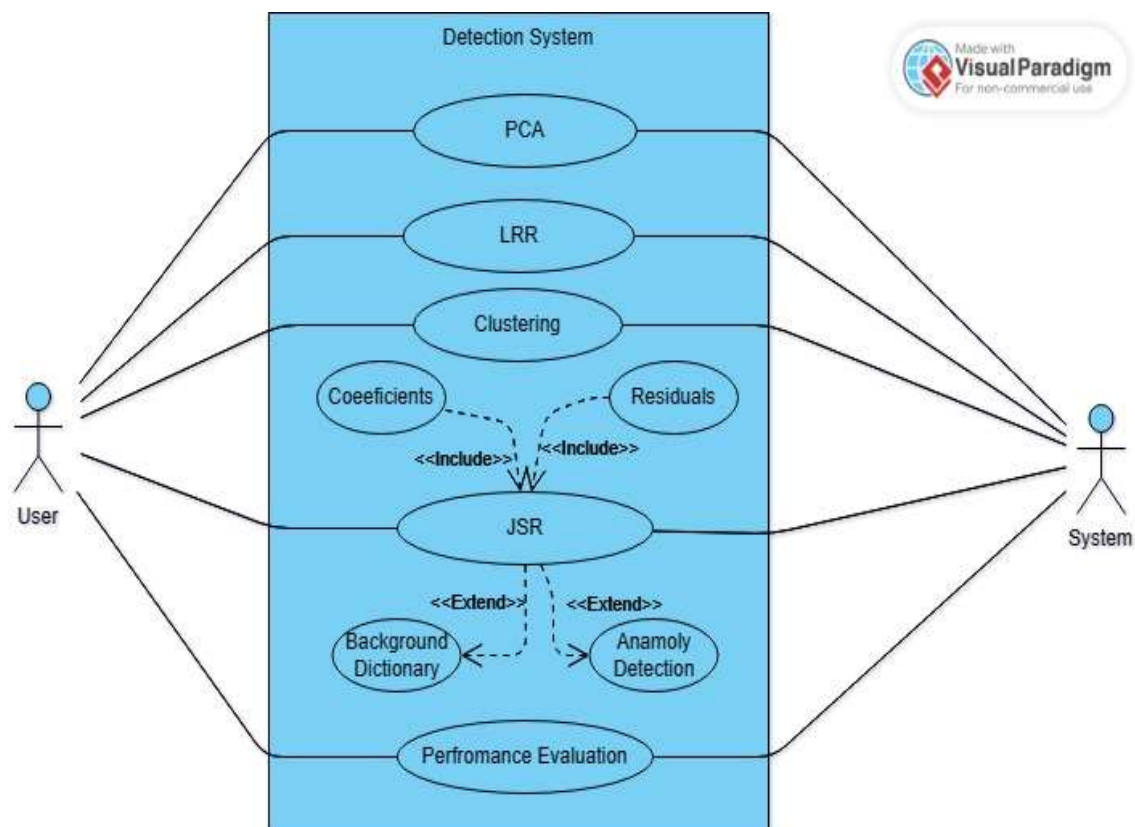 Detection System
Made with
Visual Paradigm
For non-commercial use
PCA
LRR
Clustering
Coeeficients
Residuals
<<Include>>
<<Include>>
User
JSR
System
<<Extend>>
<<Extend>>
Background
Dictionary
Anamoly
Detection
Perfromance Evaluation